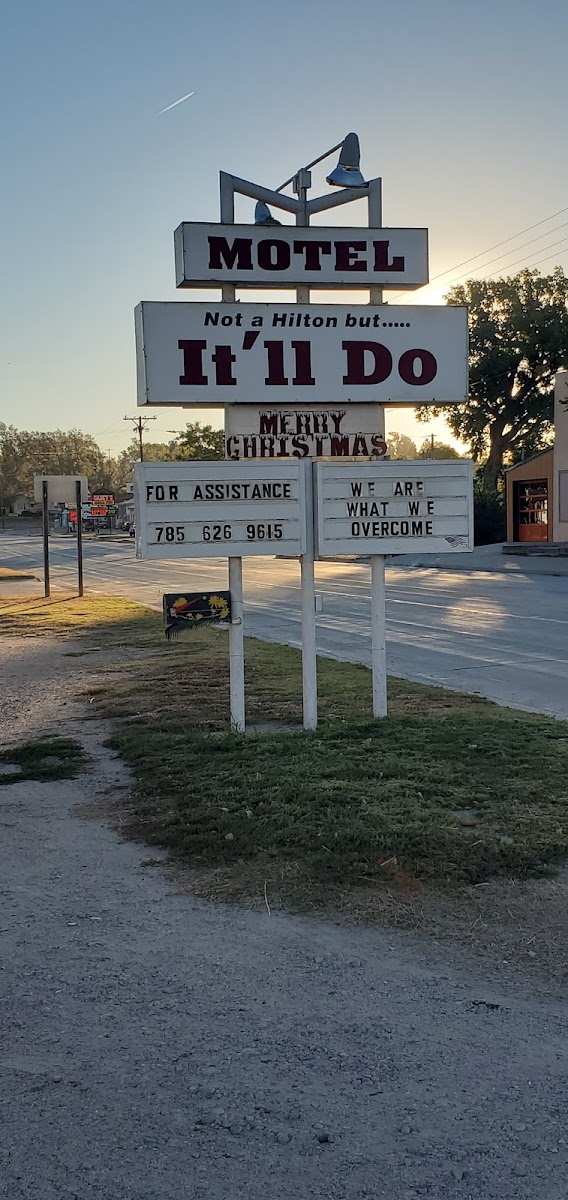 MOTEL
Not a Hilton but.....
It'll Do
MERRY
CHRISTMAS
FOR ASSISTANCE
785 626 9615
WE ARE
WHAT WE
OVERCOME